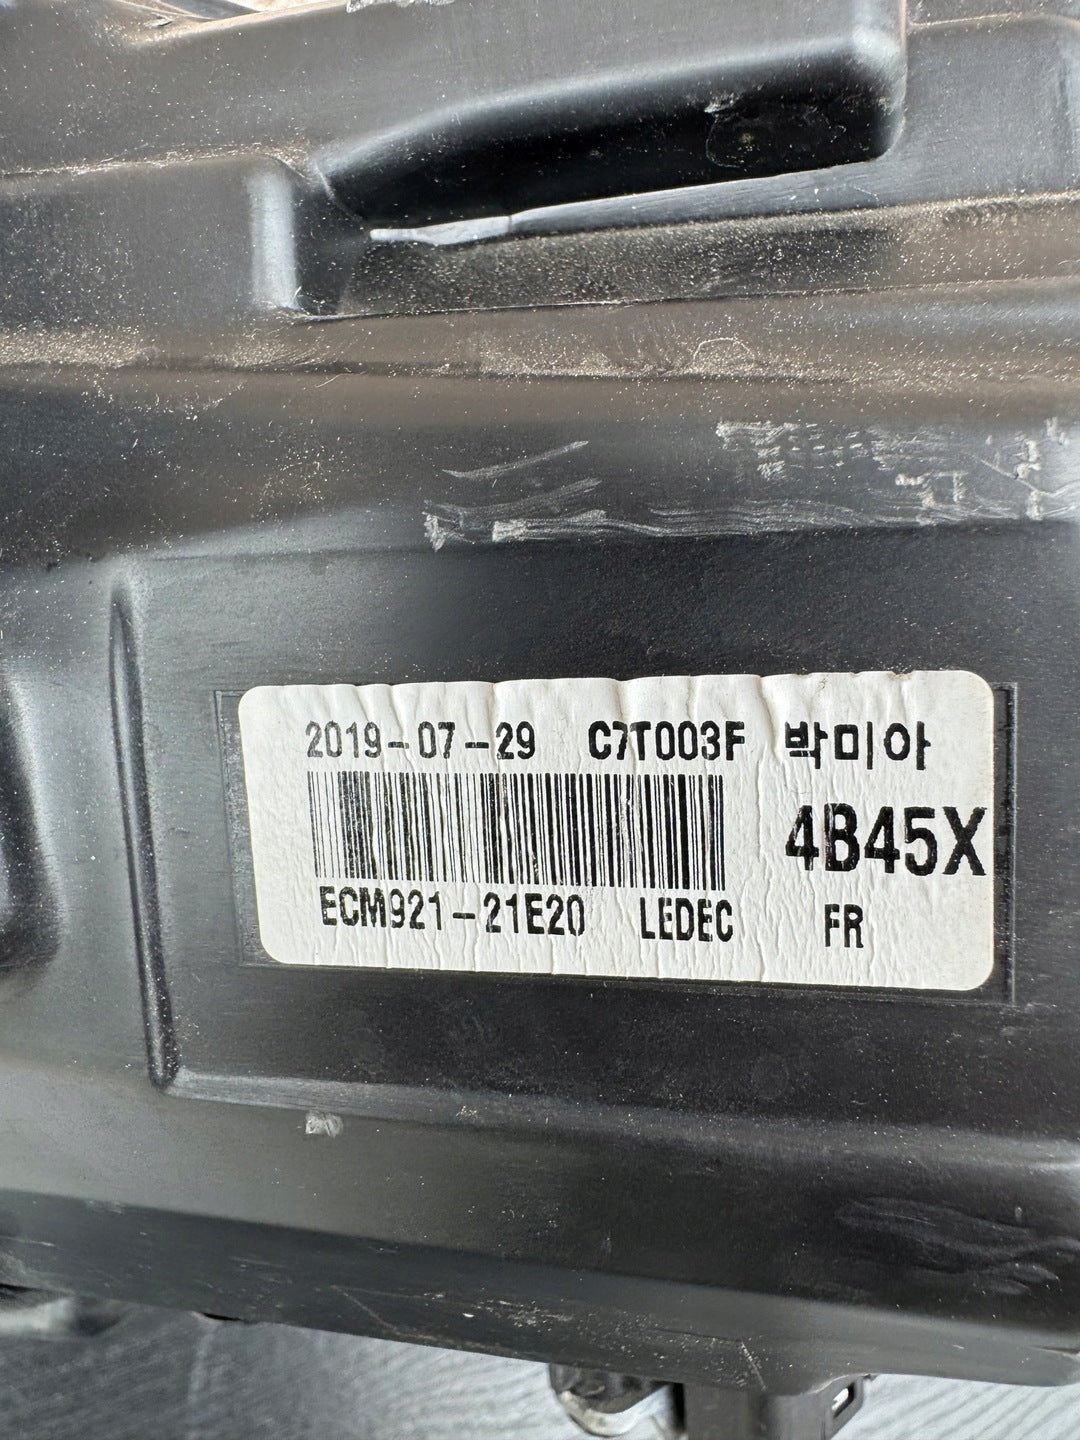 2019-07-29 C7T003F 박미아
4B45X
ECM921-21E20 LEDEC FR